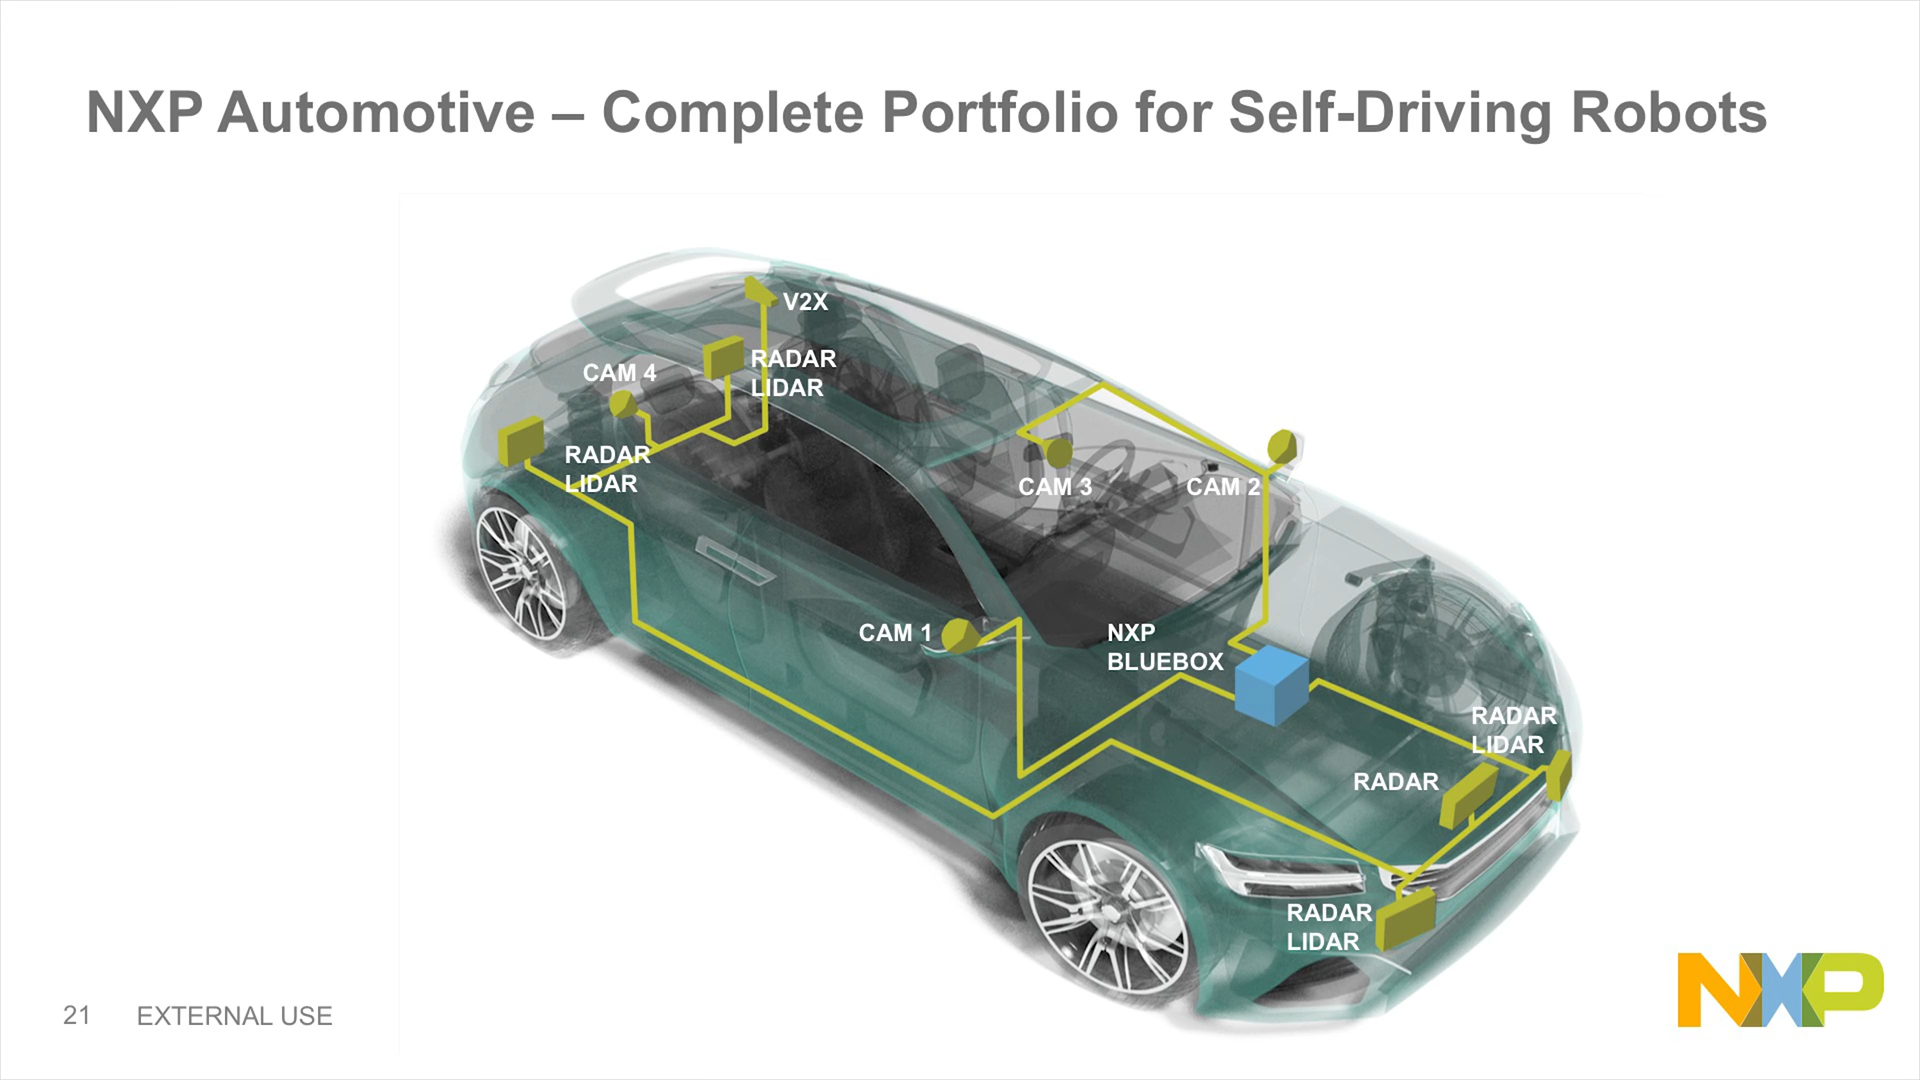 NXP Automotive – Complete Portfolio for Self-Driving Robots
V2X
RADAR
LIDAR
CAM 4
RADAR
LIDAR
CAM 3
CAM 2
CAM 1
NXP
BLUEBOX
RADAR
LIDAR
RADAR
RADAR
LIDAR
21
EXTERNAL USE
NXP